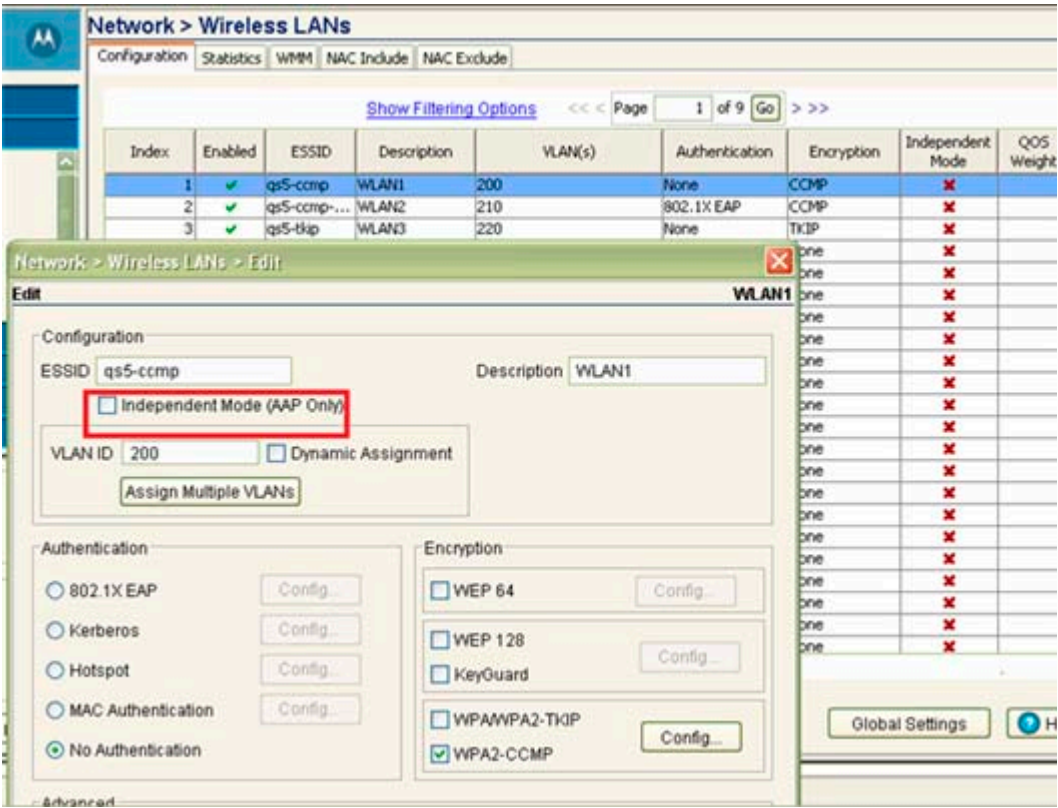 Network > Wireless LANs
Configuration Statistics WMM NAC Include NAC Exclude
Show Filtering Options << < Page 1 of 9 Go > >>
Index Enabled ESSID Description VLAN(s) Authentication Encryption Independent Mode QOS Weight
1 qs5-ccmp WLAN1 200 None CCMP
2 qs5-ccmp-... WLAN2 210 802.1X EAP CCMP
3 qs5-tkip WLAN3 220 None TKIP
Network > Wireless LANs > Edit
Edit WLAN1
Configuration
ESSID qs5-ccmp Description WLAN1
Independent Mode (AAP Only)
VLAN ID 200 Dynamic Assignment
Assign Multiple VLANs
Authentication Encryption
802.1X EAP Config... WEP 64 Config...
Kerberos Config... WEP 128
Hotspot Config... KeyGuard Config...
MAC Authentication Config... WPA/WPA2-TKIP
No Authentication WPA2-CCMP Config...
Global Settings
Advanced